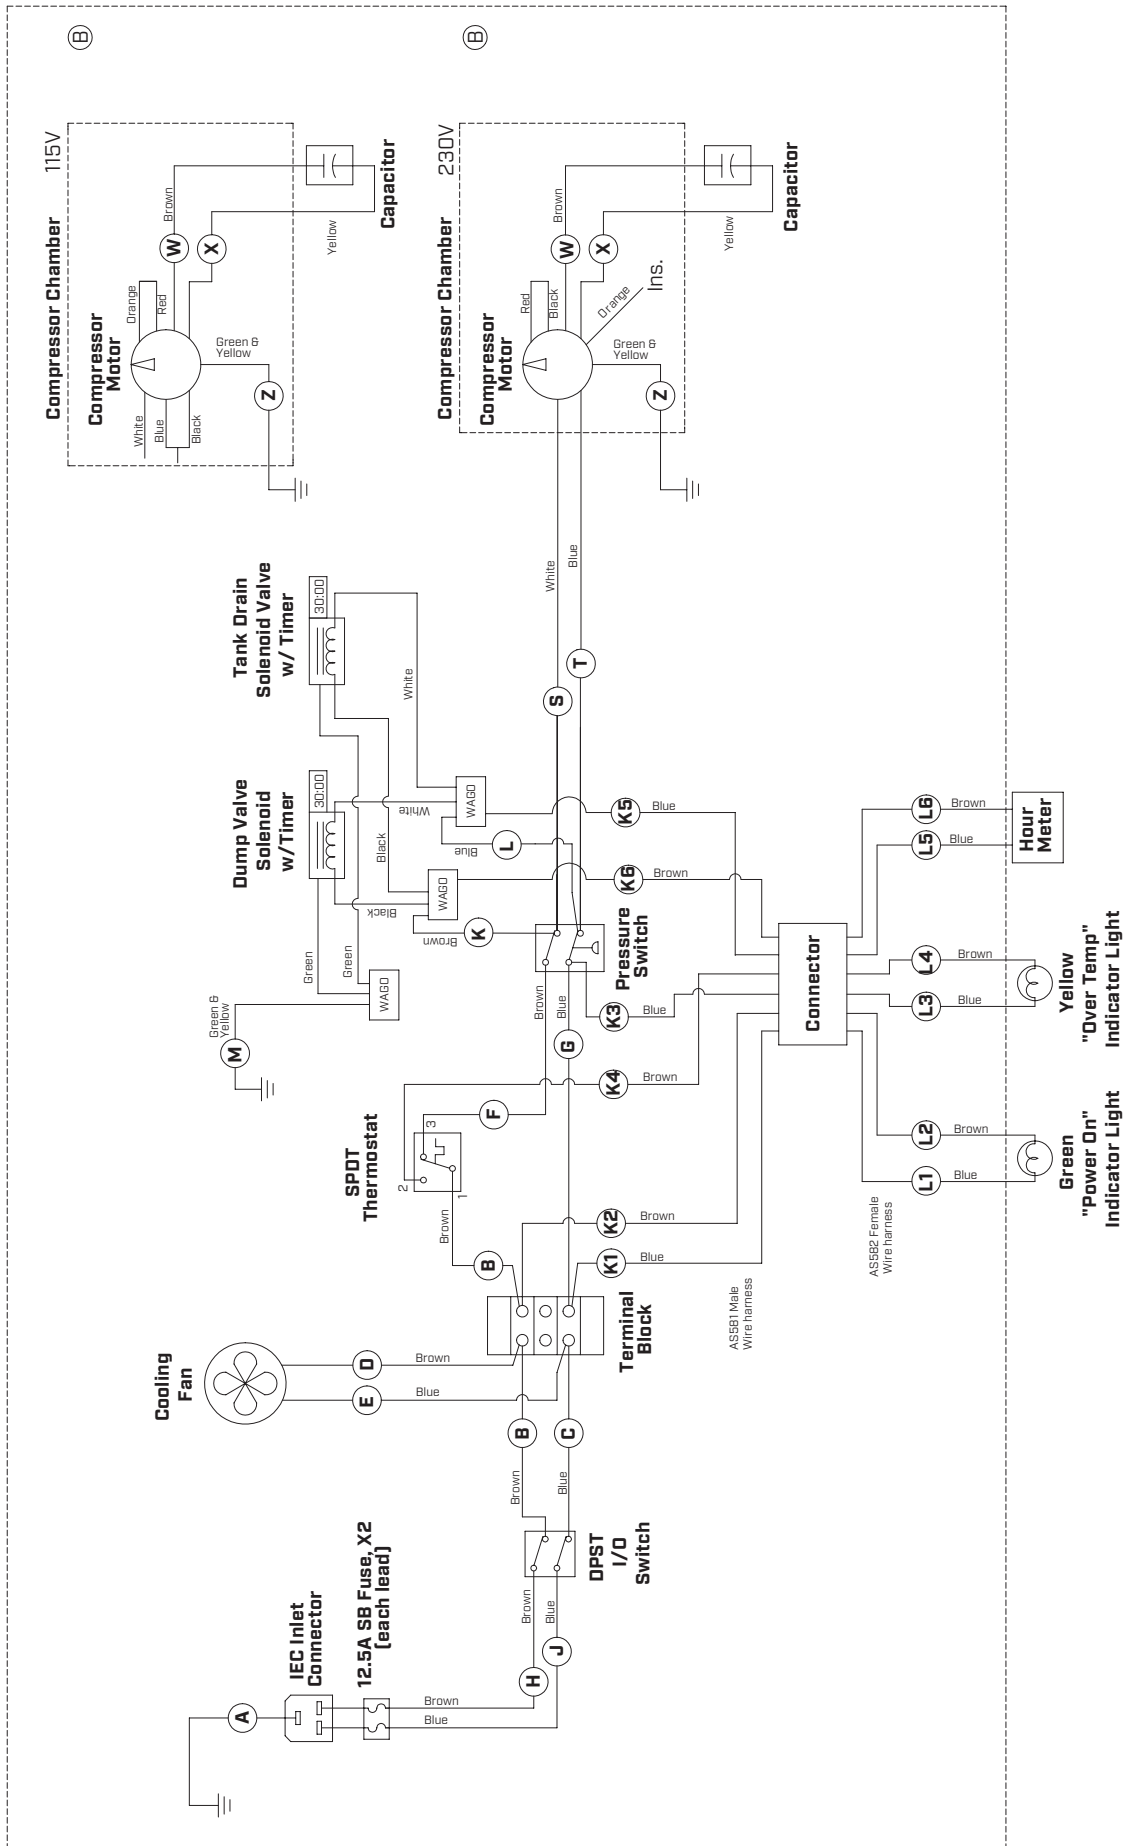 B
B
115V
Compressor Chamber
Compressor
Motor
Orange
Red
Brown
W
X
Yellow
Capacitor
White
Blue
Black
Green &
Yellow
Z
230V
Compressor Chamber
Compressor
Motor
Red
Black
Brown
W
X
Orange
Ins.
Yellow
Capacitor
Green &
Yellow
Z
White
Blue
S
T
Tank Drain
Solenoid Valve
w/ Timer
30:00
White
Black
Dump Valve
Solenoid
w/Timer
30:00
White
Black
Green
Green
WAGO
WAGO
WAGO
Green &
Yellow
M
Blue
L
Brown
K
Pressure
Switch
K5
Blue
K6
Brown
K3
Blue
K4
Brown
Brown
Blue
G
F
SPDT
Thermostat
1
2
3
Brown
B
K2
Brown
K1
Blue
Terminal
Block
Cooling
Fan
D
Brown
E
Blue
B
Brown
C
Blue
DPST
I/O
Switch
Brown
H
Blue
J
12.5A SB Fuse, X2
(each lead)
IEC Inlet
Connector
Brown
Blue
A
AS581 Male
Wire harness
Connector
AS582 Female
Wire harness
L1
Blue
L2
Brown
Green
"Power On"
Indicator Light
L3
Blue
L4
Brown
Yellow
"Over Temp"
Indicator Light
L5
Blue
L6
Brown
Hour
Meter